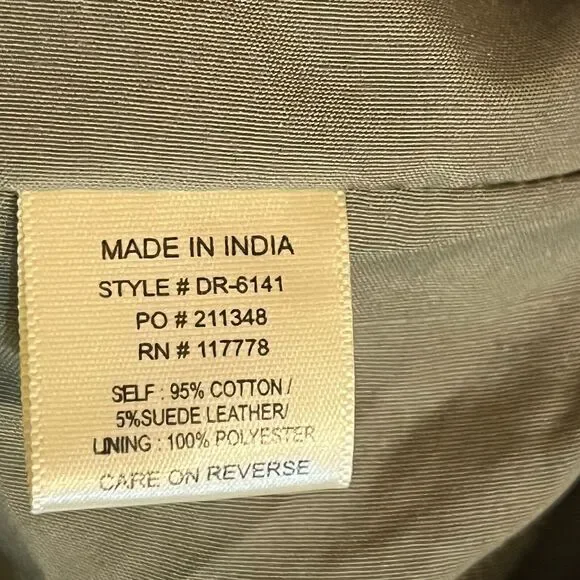 MADE IN INDIA
STYLE # DR-6141
PO # 211348
RN # 117778
SELF : 95% COTTON /
5%SUEDE LEATHER/
LINING : 100% POLYESTER
CARE ON REVERSE